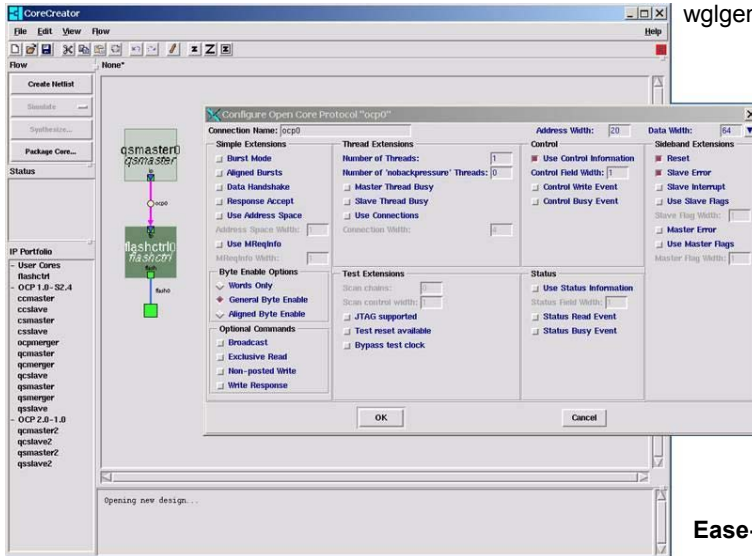 CoreCreator
File Edit View Flow Help
Flow
None*
Create Netlist
Simulate
Synthesize...
Package Core...
Status
IP Portfolio
- User Cores
flashctrl
- OCP 1.0-S2.4
ccmaster
ccslave
csmaster
csslave
ocpmerger
qcmaster
qcmerger
qcslave
qsmaster
qsmerger
qsslave
- OCP 2.0-1.0
qcmaster2
qcslave2
qsmaster2
qsslave2
qsmaster0
qsmaster
ip
ocp0
ip
flashctrl0
flashctrl
flash
flash0
Configure Open Core Protocol "ocp0"
Connection Name: ocp0
Address Width: 20
Data Width: 64
Simple Extensions
Burst Mode
Aligned Bursts
Data Handshake
Response Accept
Use Address Space
Address Space Width: 1
Use MReqInfo
MReqInfo Width: 1
Byte Enable Options
Words Only
General Byte Enable
Aligned Byte Enable
Optional Commands
Broadcast
Exclusive Read
Non-posted Write
Write Response
Thread Extensions
Number of Threads: 1
Number of 'nobackpressure' Threads: 0
Master Thread Busy
Slave Thread Busy
Use Connections
Connection Width: 4
Test Extensions
Scan chains: 0
Scan control width: 1
JTAG supported
Test reset available
Bypass test clock
Control
Use Control Information
Control Field Width: 1
Control Write Event
Control Busy Event
Status
Use Status Information
Status Field Width: 1
Status Read Event
Status Busy Event
Sideband Extensions
Reset
Slave Error
Slave Interrupt
Use Slave Flags
Slave Flag Width: 1
Master Error
Use Master Flags
Master Flag Width: 1
OK
Cancel
Opening new design...
wglger
Ease-